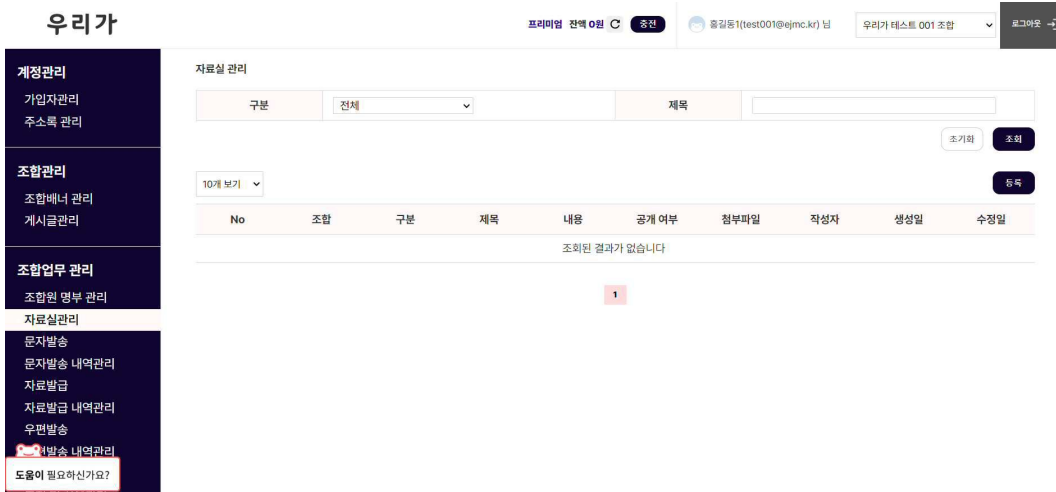 우리가
프리미엄 잔액 0원 충전
홍길동1(test001@ejmc.kr) 님
우리가 테스트 001 조합
로그아웃
계정관리
가입자관리
주소록 관리
조합관리
조합배너 관리
게시글관리
조합업무 관리
조합원 명부 관리
자료실관리
문자발송
문자발송 내역관리
자료발급
자료발급 내역관리
우편발송
발송 내역관리
도움이 필요하신가요?
자료실 관리
구분 전체 제목
초기화 조회
10개 보기 등록
No 조합 구분 제목 내용 공개 여부 첨부파일 작성자 생성일 수정일
조회된 결과가 없습니다
1